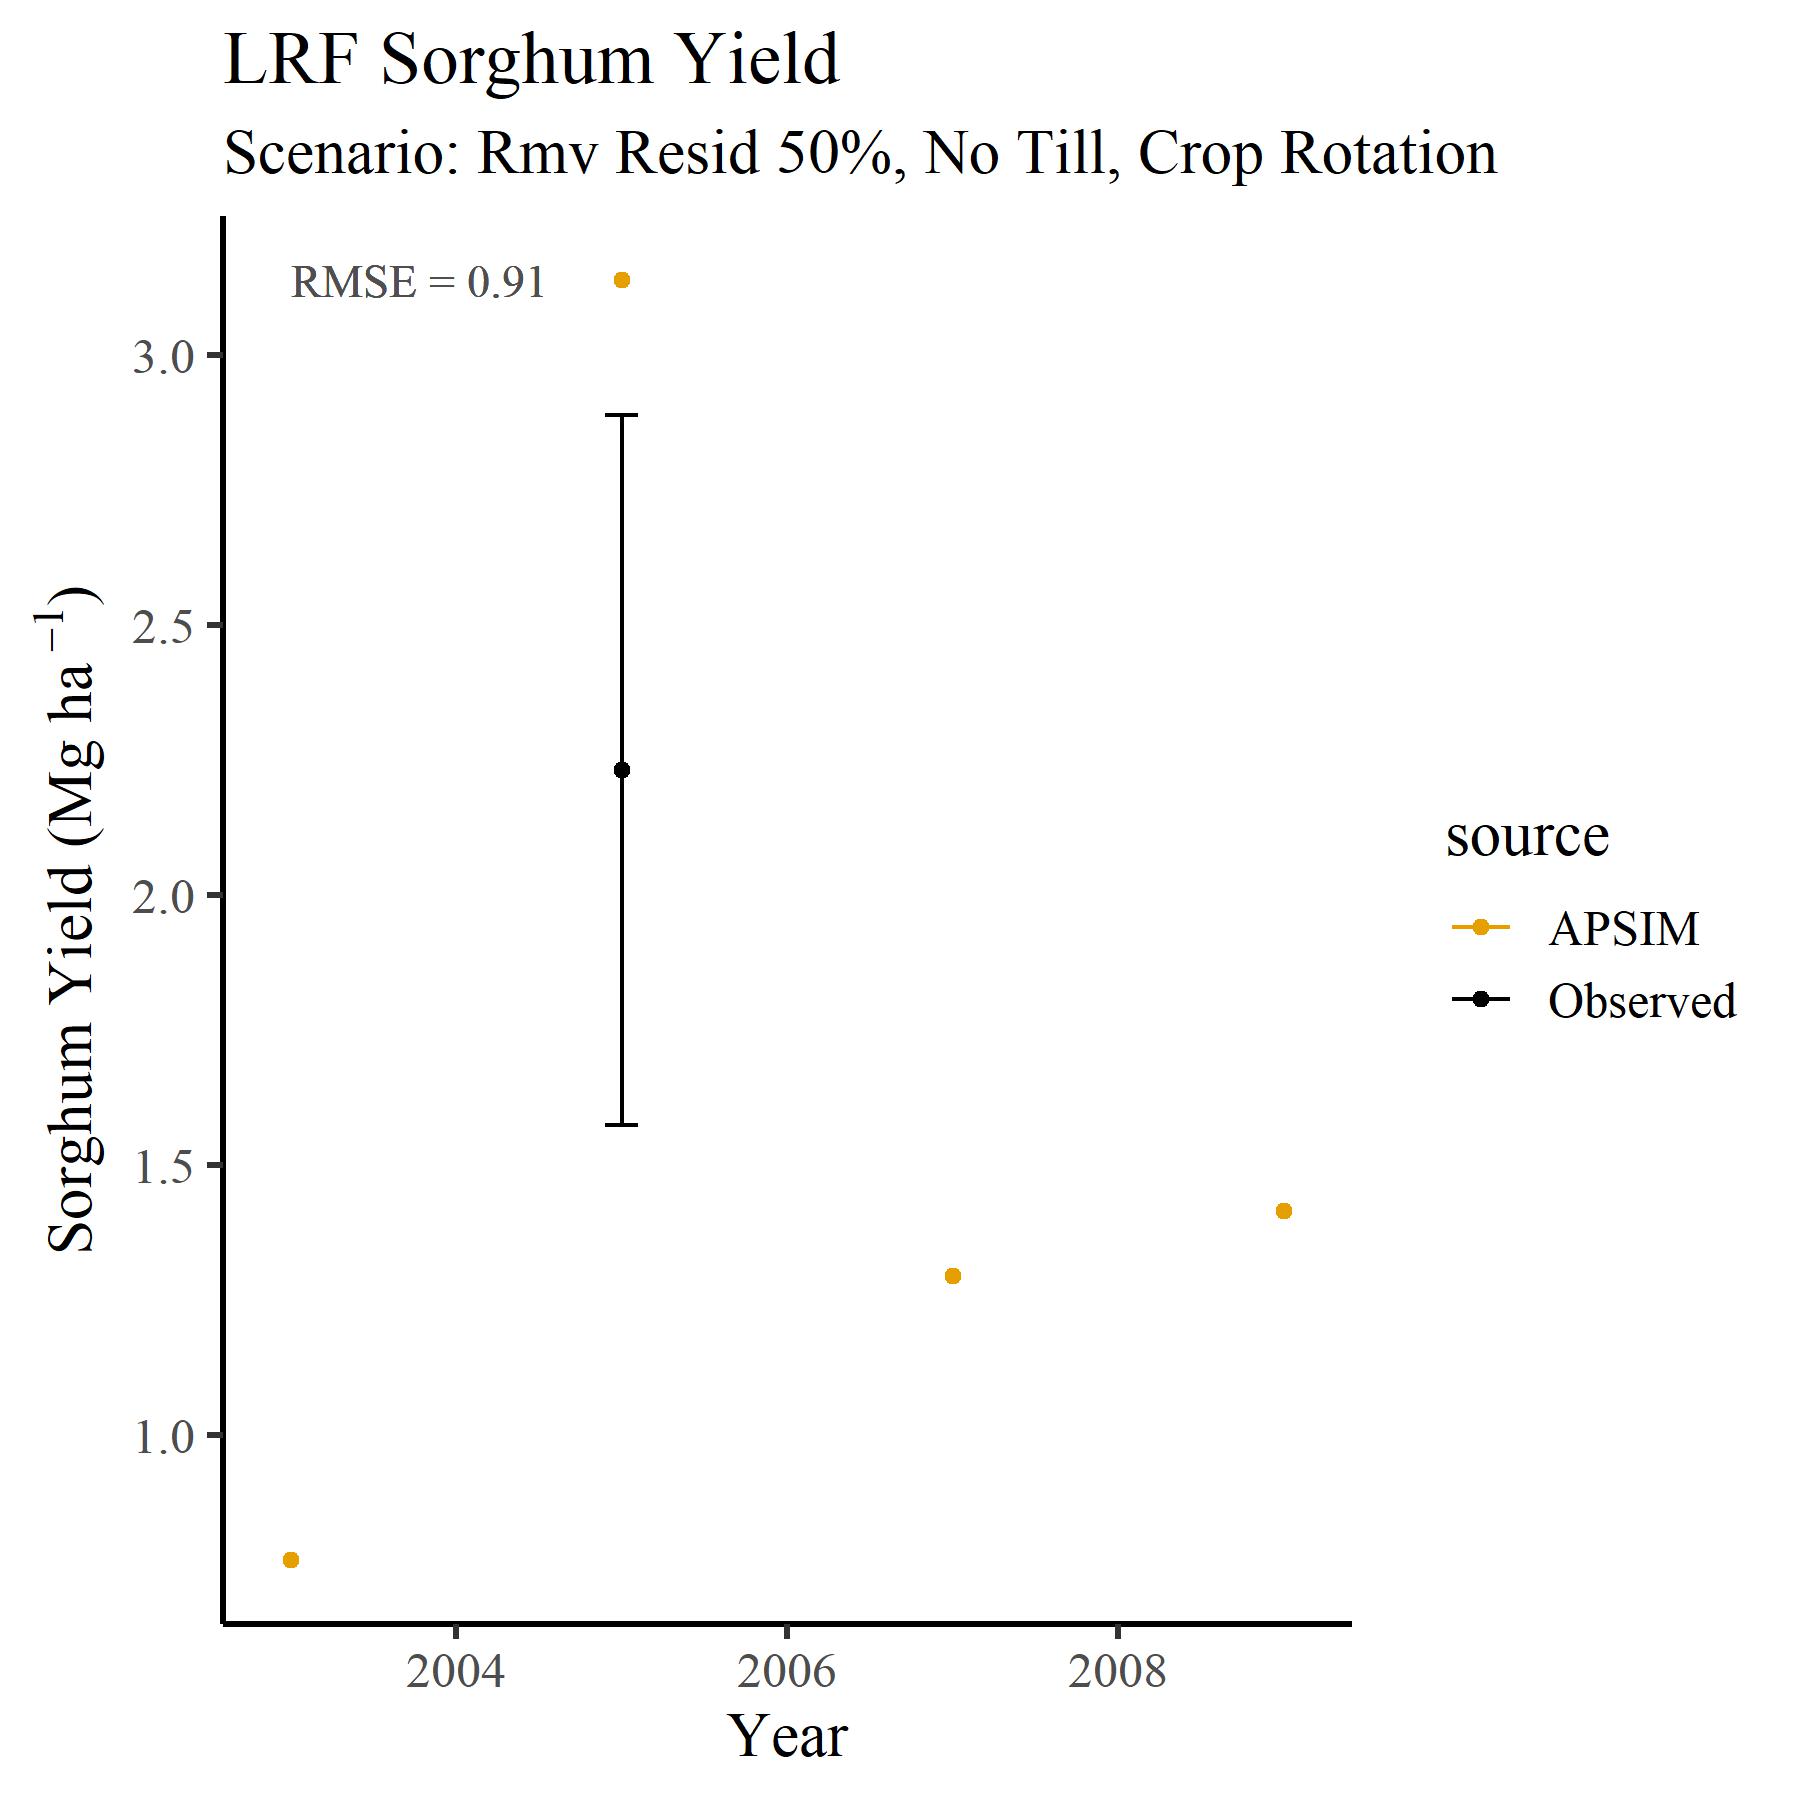 LRF Sorghum Yield
Scenario: Rmv Resid 50%, No Till, Crop Rotation
RMSE = 0.91
3.0
2.5
2.0
1.5
1.0
Sorghum Yield (Mg ha⁻¹)
2004 2006 2008
Year
source
APSIM
Observed